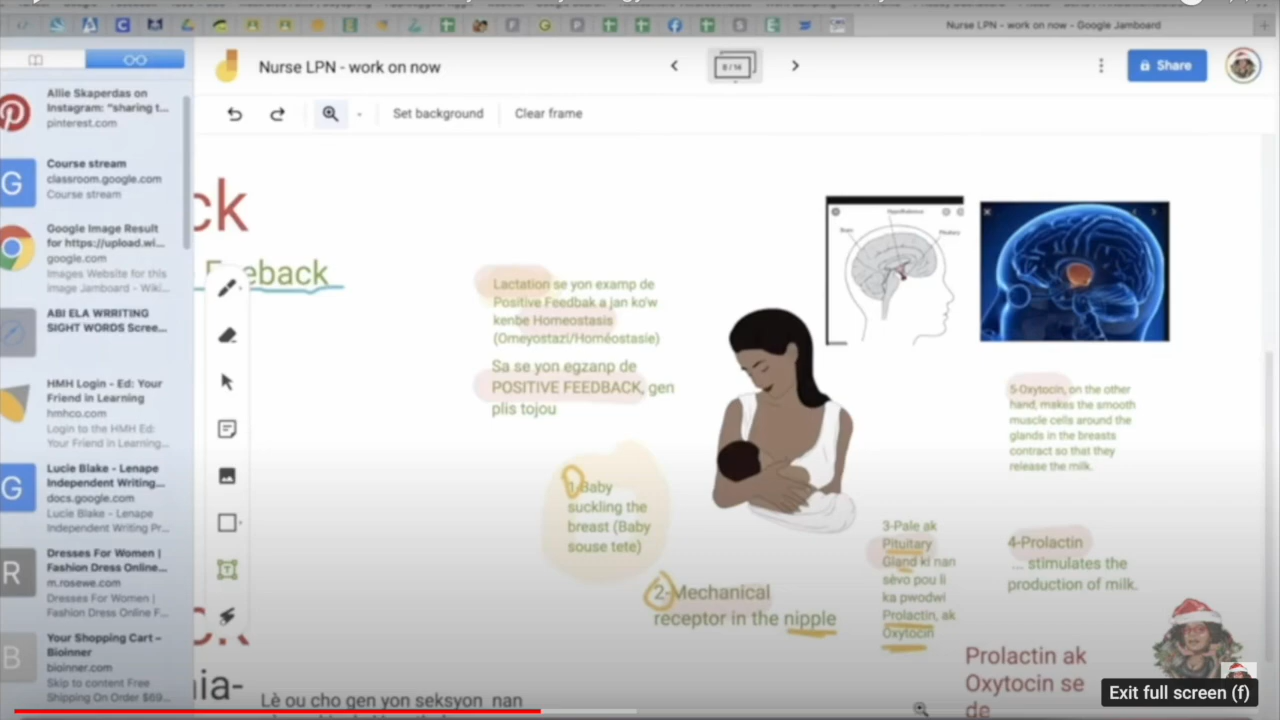 Nurse LPN - work on now - Google Jamboard
Allie Skaperdas on
Instagram: "sharing t...
pinterest.com
Course stream
classroom.google.com
Course stream
Google Image Result
for https://upload.wi...
google.com
Images Website for this
image Jamboard - Wiki...
ABI ELA WRRITING
SIGHT WORDS Scree...
HMH Login - Ed: Your
Friend in Learning
hmhco.com
Login to the HMH Ed:
Your Friend in Learning...
Lucie Blake - Lenape
Independent Writing...
docs.google.com
Lucie Blake - Lenape
Independent Writing Pr...
Dresses For Women |
Fashion Dress Online...
m.rosewe.com
Dresses For Women |
Fashion Dress Online F...
Your Shopping Cart –
Bioinner
bioinner.com
Skip to content Free
Shipping On Order $69...
Nurse LPN - work on now
8 / 14
Share
Set background
Clear frame
ck
eback
Lactation se yon examp de
Positive Feedbak a jan ko'w
kenbe Homeostasis
(Omeyostazi/Homéostasie)
Sa se yon egzanp de
POSITIVE FEEDBACK, gen
plis tojou
1-Baby
suckling the
breast (Baby
souse tete)
2-Mechanical
receptor in the nipple
Hypothalamus
Brain
Pituitary
3-Pale ak
Pituitary
Gland ki nan
sèvo pou li
ka pwodwi
Prolactin, ak
Oxytocin
5-Oxytocin, on the other
hand, makes the smooth
muscle cells around the
glands in the breasts
contract so that they
release the milk.
4-Prolactin
... stimulates the
production of milk.
Prolactin ak
Oxytocin se
de
nia-
Lè ou cho gen yon seksyon nan
Exit full screen (f)